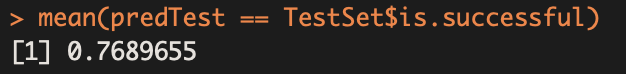 > mean(predTest == TestSet$is.successful)
[1] 0.7689655